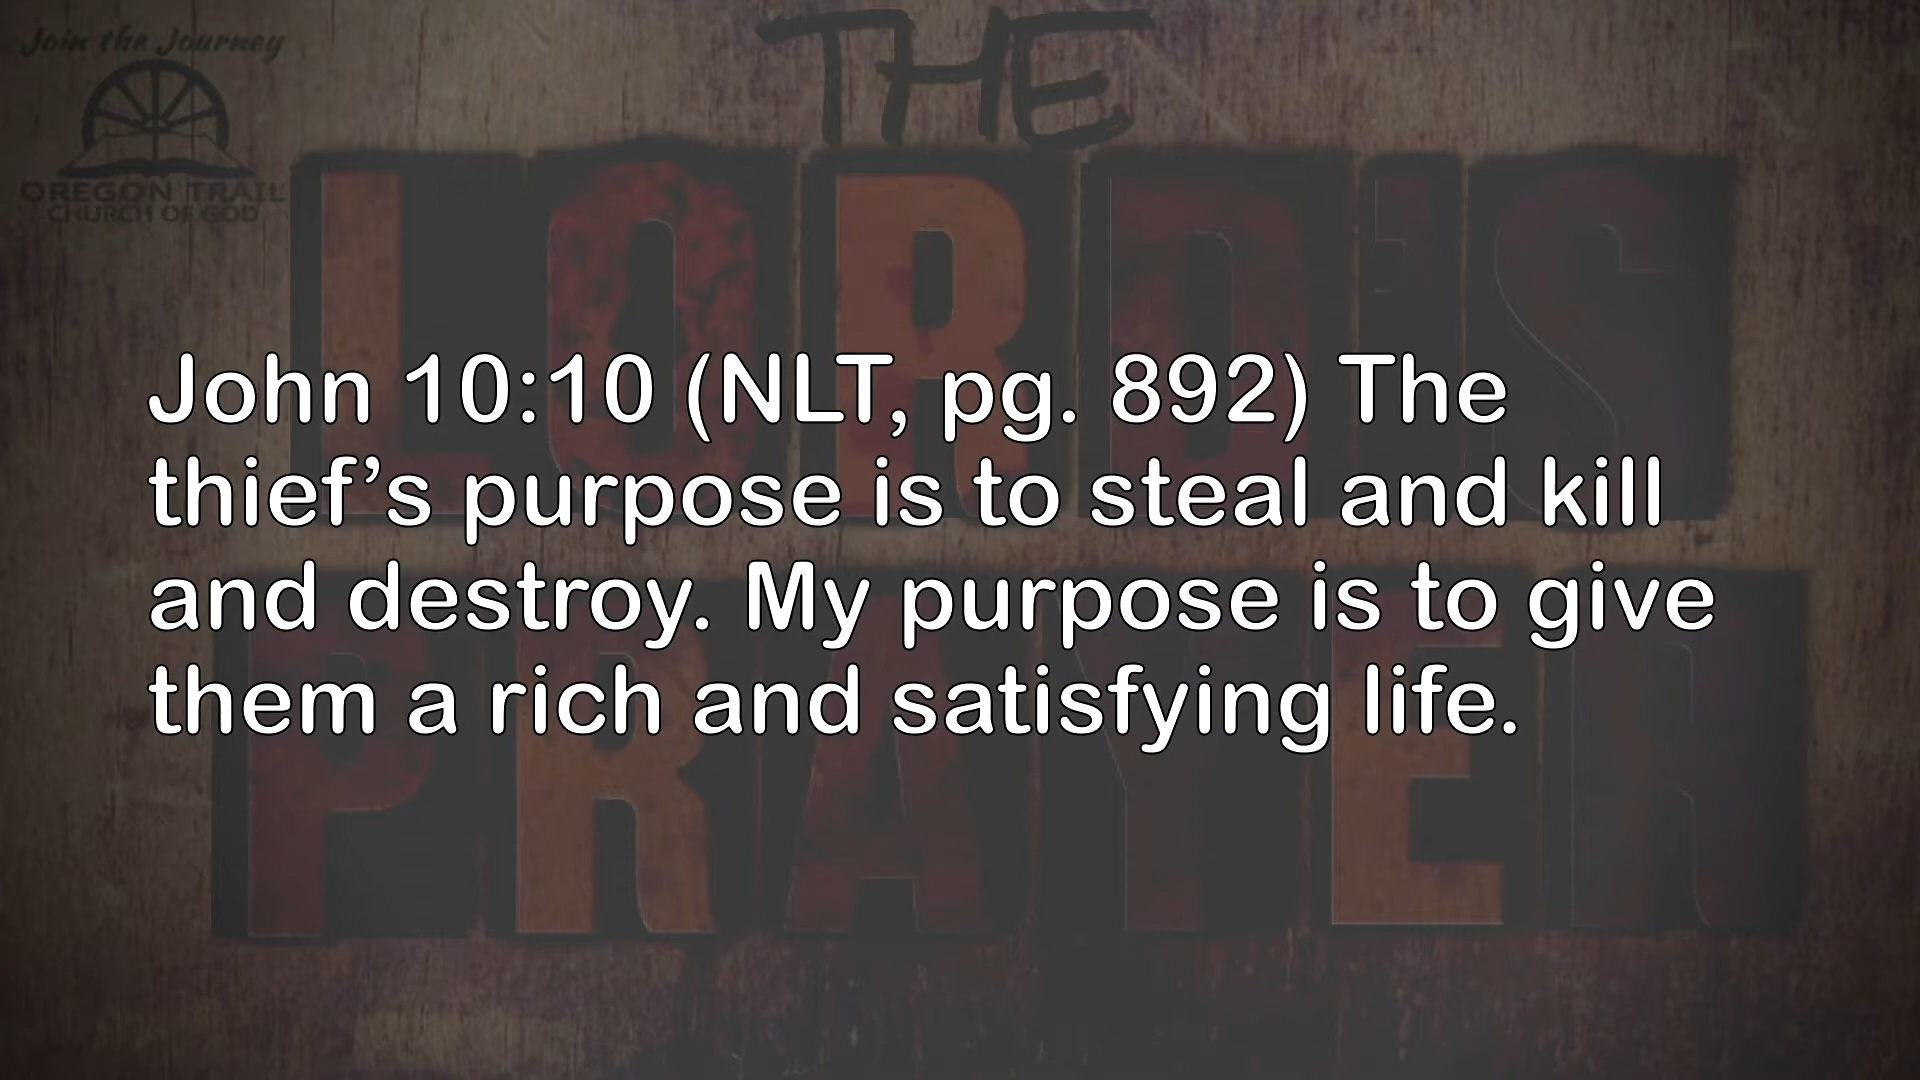 Join the Journey
OREGON TRAIL
CHURCH OF GOD
THE
LORD'S
PRAYER
John 10:10 (NLT, pg. 892) The
thief’s purpose is to steal and kill
and destroy. My purpose is to give
them a rich and satisfying life.